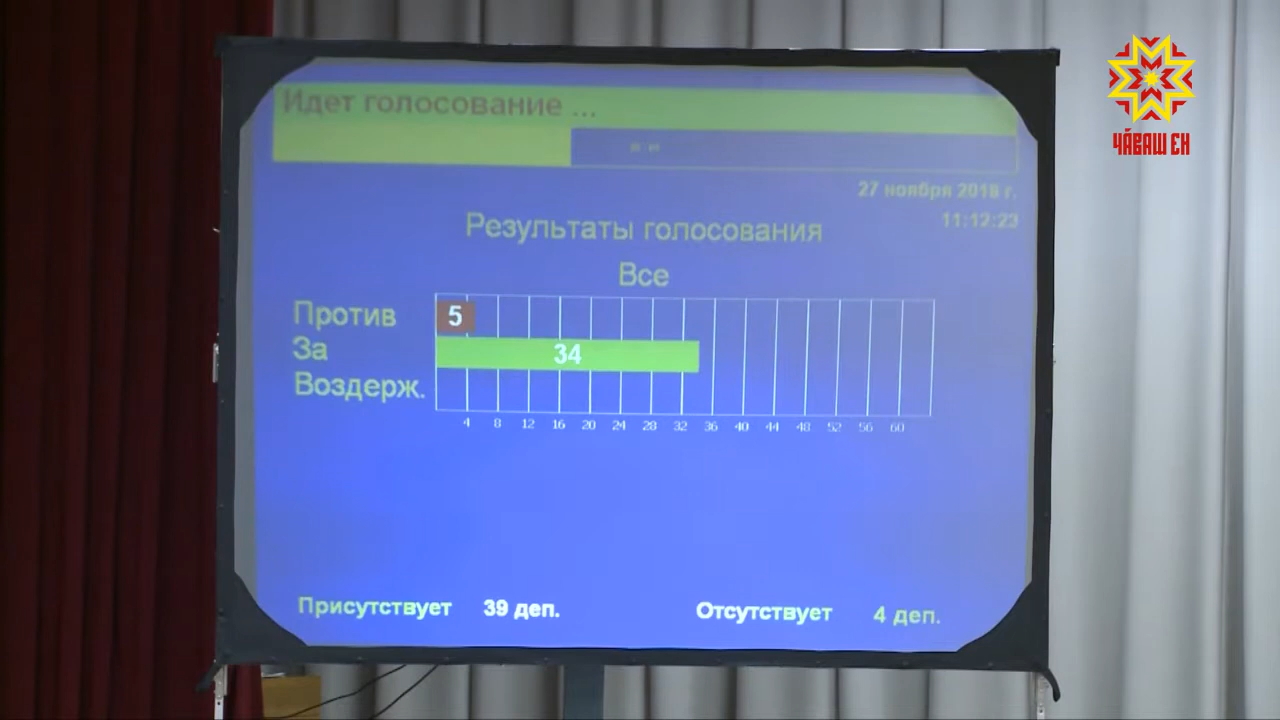 Идет голосование ...
27 ноября 2018 г.
11:12:23
Результаты голосования
Все
Против 5
За 34
Воздерж.
4 8 12 16 20 24 28 32 36 40 44 48 52 56 60
Присутствует 39 деп. Отсутствует 4 деп.
ЧӐВАШ ЕН